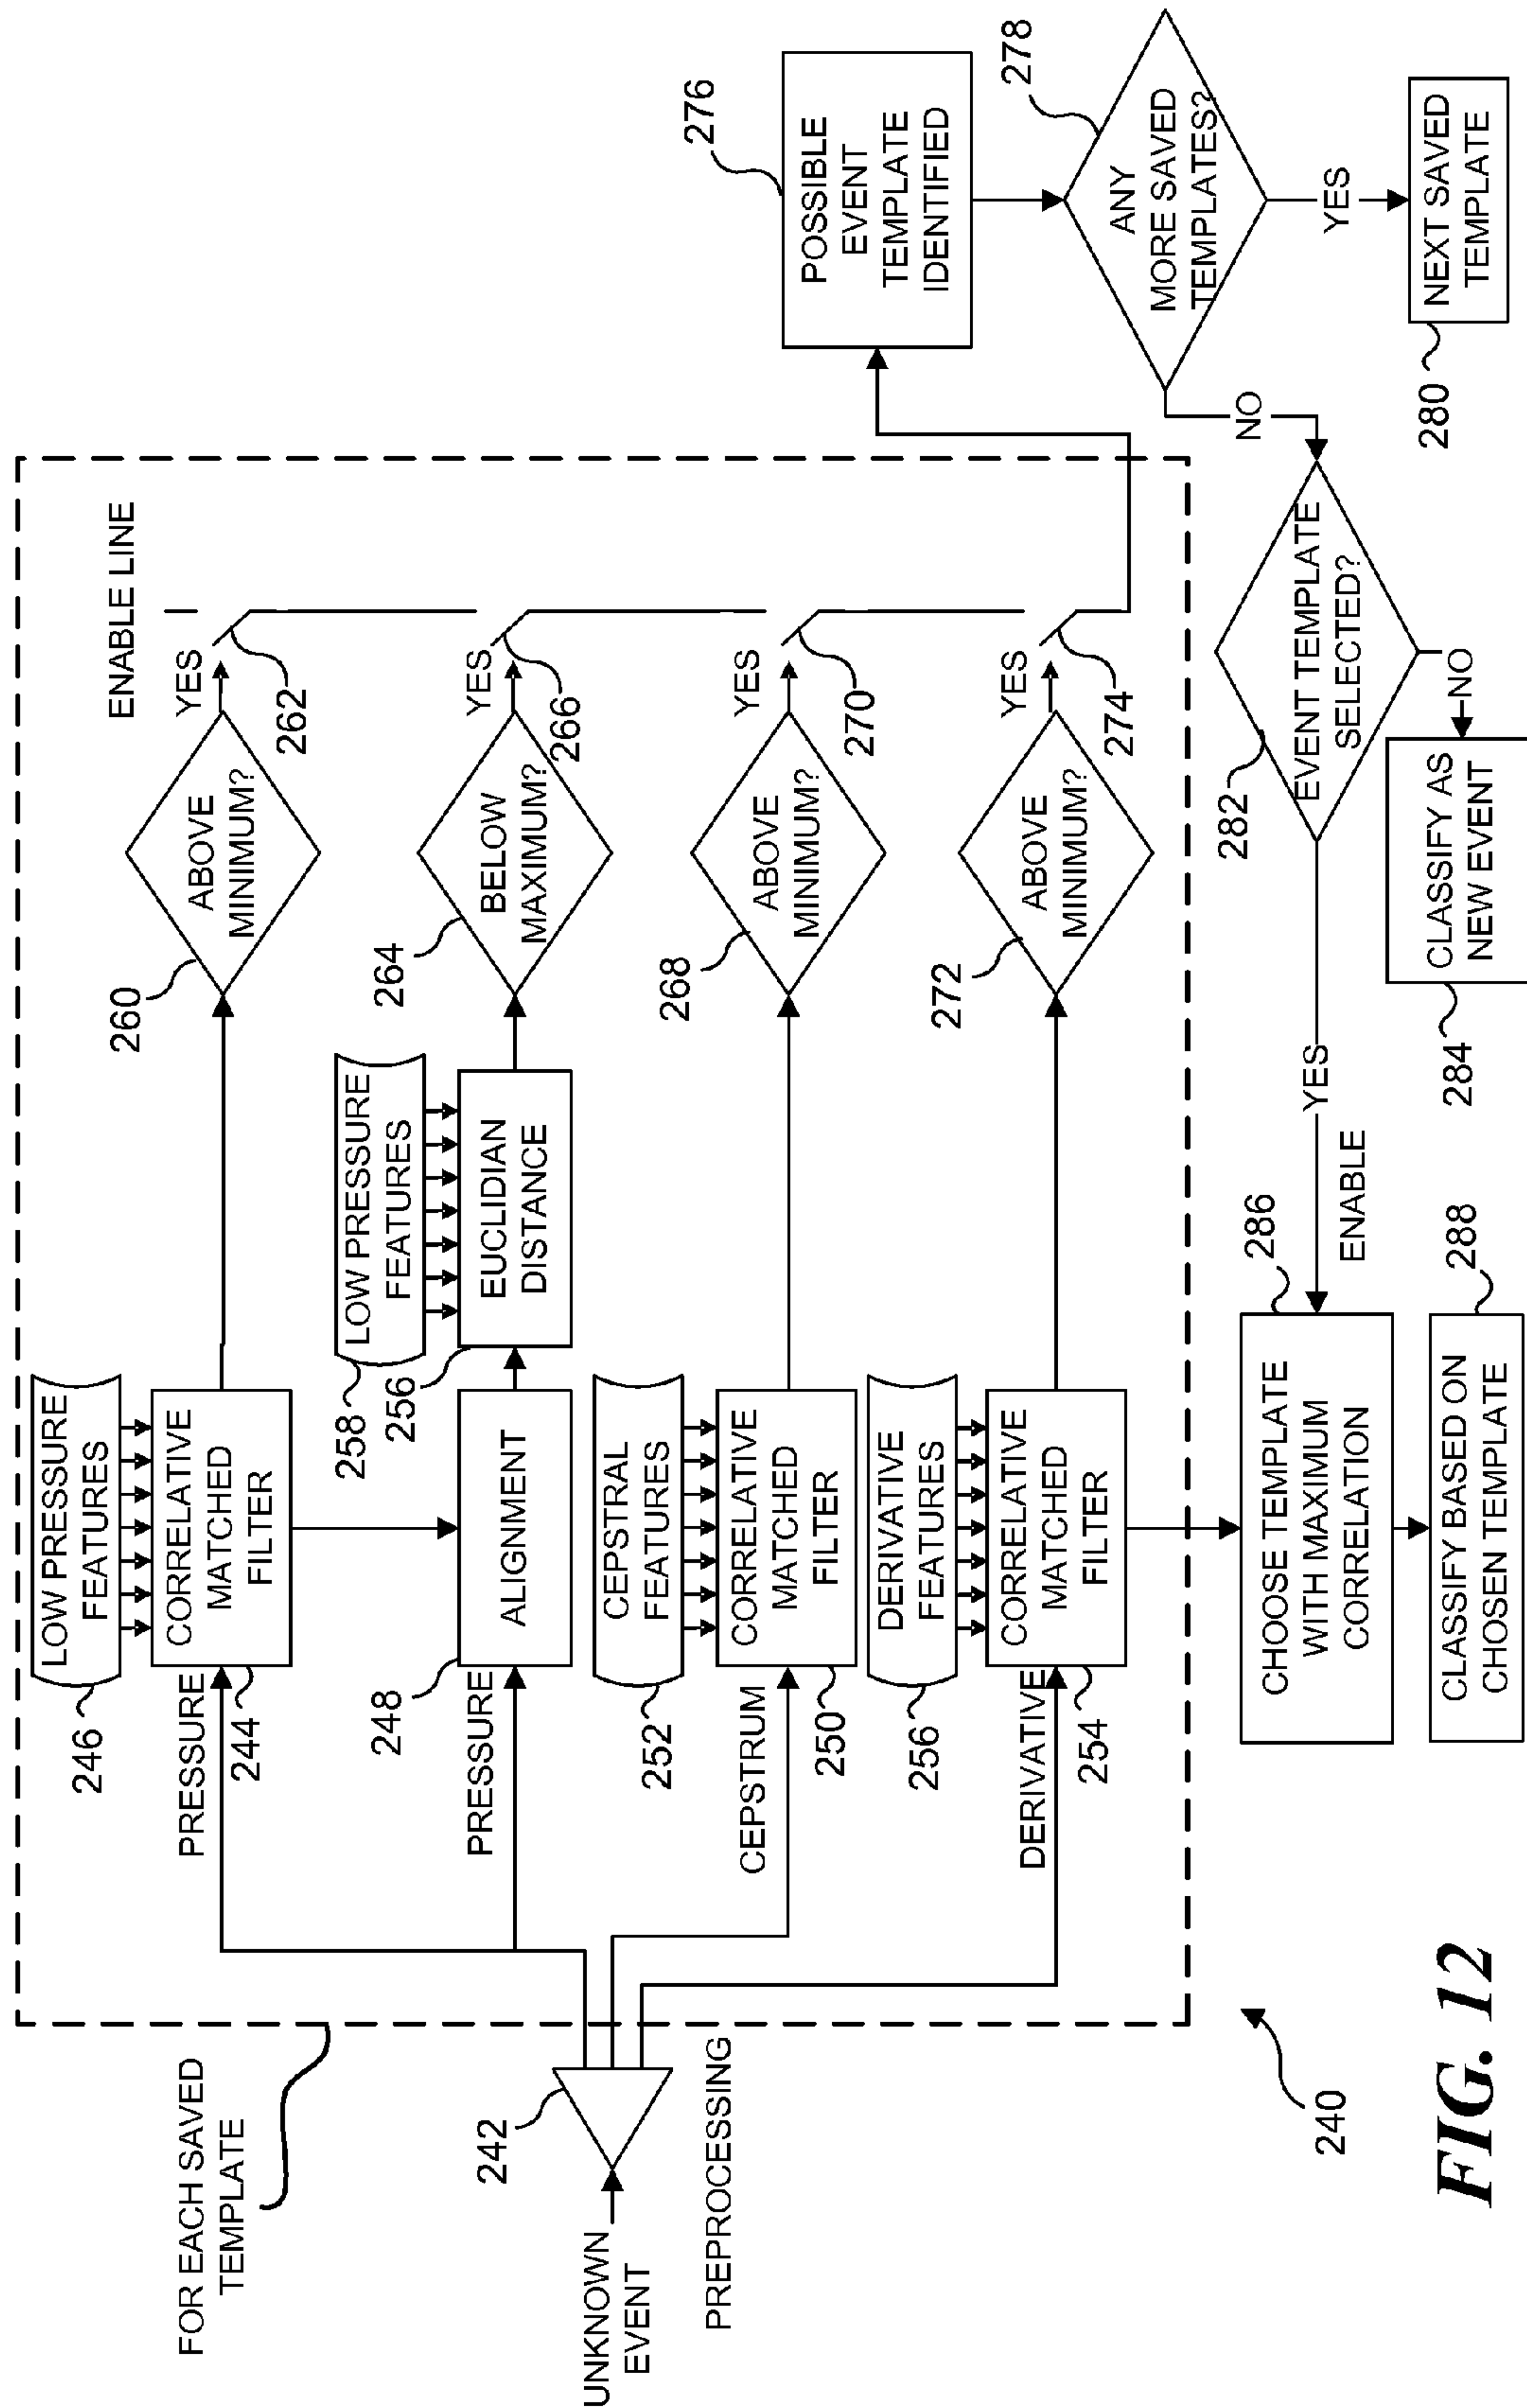 FOR EACH SAVED
TEMPLATE
UNKNOWN
EVENT
242
PREPROCESSING
246
LOW PRESSURE
FEATURES
PRESSURE
244
CORRELATIVE
MATCHED
FILTER
260
ABOVE
MINIMUM?
YES
262
ENABLE LINE
248
PRESSURE
ALIGNMENT
258
LOW PRESSURE
FEATURES
256
EUCLIDIAN
DISTANCE
264
BELOW
MAXIMUM?
YES
266
252
CEPSTRAL
FEATURES
CEPSTRUM
250
CORRELATIVE
MATCHED
FILTER
268
ABOVE
MINIMUM?
YES
270
256
DERIVATIVE
FEATURES
DERIVATIVE
254
CORRELATIVE
MATCHED
FILTER
272
ABOVE
MINIMUM?
YES
274
276
POSSIBLE
EVENT
TEMPLATE
IDENTIFIED
278
ANY
MORE SAVED
TEMPLATES?
YES
280
NEXT SAVED
TEMPLATE
NO
282
EVENT TEMPLATE
SELECTED?
NO
284
CLASSIFY AS
NEW EVENT
YES
ENABLE
286
CHOOSE TEMPLATE
WITH MAXIMUM
CORRELATION
288
CLASSIFY BASED ON
CHOSEN TEMPLATE
240
FIG. 12